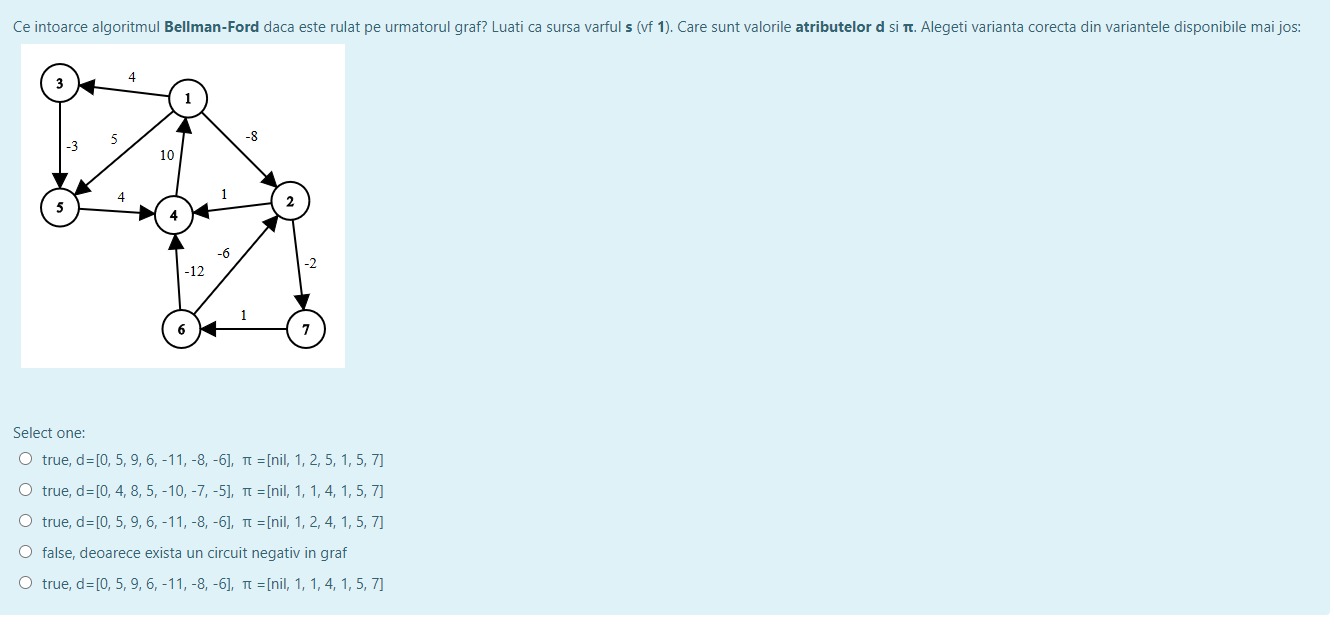 Ce intoarce algoritmul Bellman-Ford daca este rulat pe urmatorul graf? Luati ca sursa varful s (vf 1). Care sunt valorile atributelor d si π. Alegeti varianta corecta din variantele disponibile mai jos:
3
4
1
-3
5
-8
10
5
4
4
1
2
-12
-6
-2
6
1
7
Select one:
true, d=[0, 5, 9, 6, -11, -8, -6], π =[nil, 1, 2, 5, 1, 5, 7]
true, d=[0, 4, 8, 5, -10, -7, -5], π =[nil, 1, 1, 4, 1, 5, 7]
true, d=[0, 5, 9, 6, -11, -8, -6], π =[nil, 1, 2, 4, 1, 5, 7]
false, deoarece exista un circuit negativ in graf
true, d=[0, 5, 9, 6, -11, -8, -6], π =[nil, 1, 1, 4, 1, 5, 7]